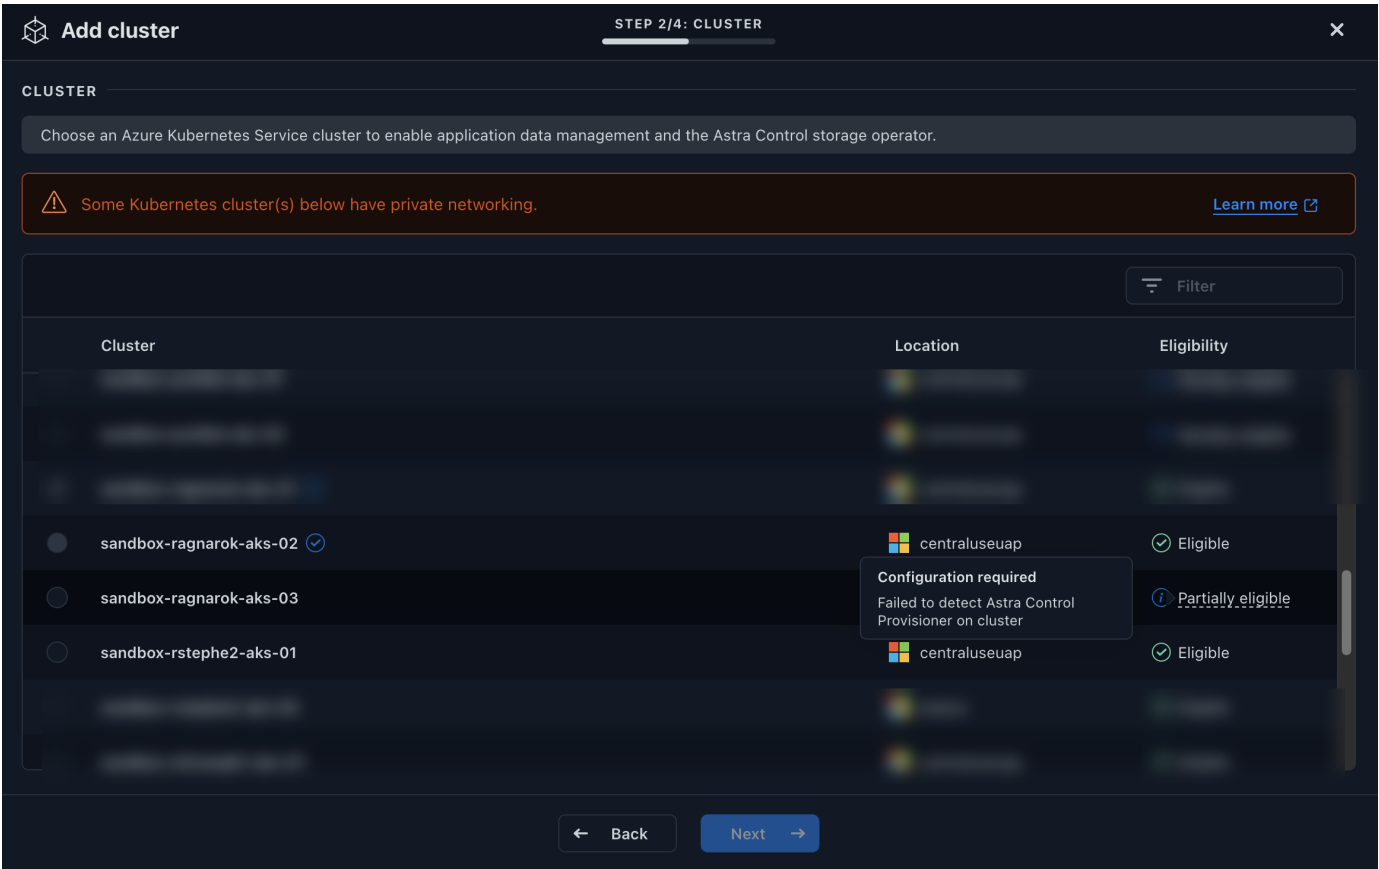 Add cluster
STEP 2/4: CLUSTER
CLUSTER
Choose an Azure Kubernetes Service cluster to enable application data management and the Astra Control storage operator.
Some Kubernetes cluster(s) below have private networking.
Learn more
Filter
Cluster Location Eligibility
sandbox-ragnarok-aks-02 centraluseuap Eligible
Configuration required
Failed to detect Astra Control
Provisioner on cluster
sandbox-ragnarok-aks-03 Partially eligible
sandbox-rstephe2-aks-01 centraluseuap Eligible
Back
Next